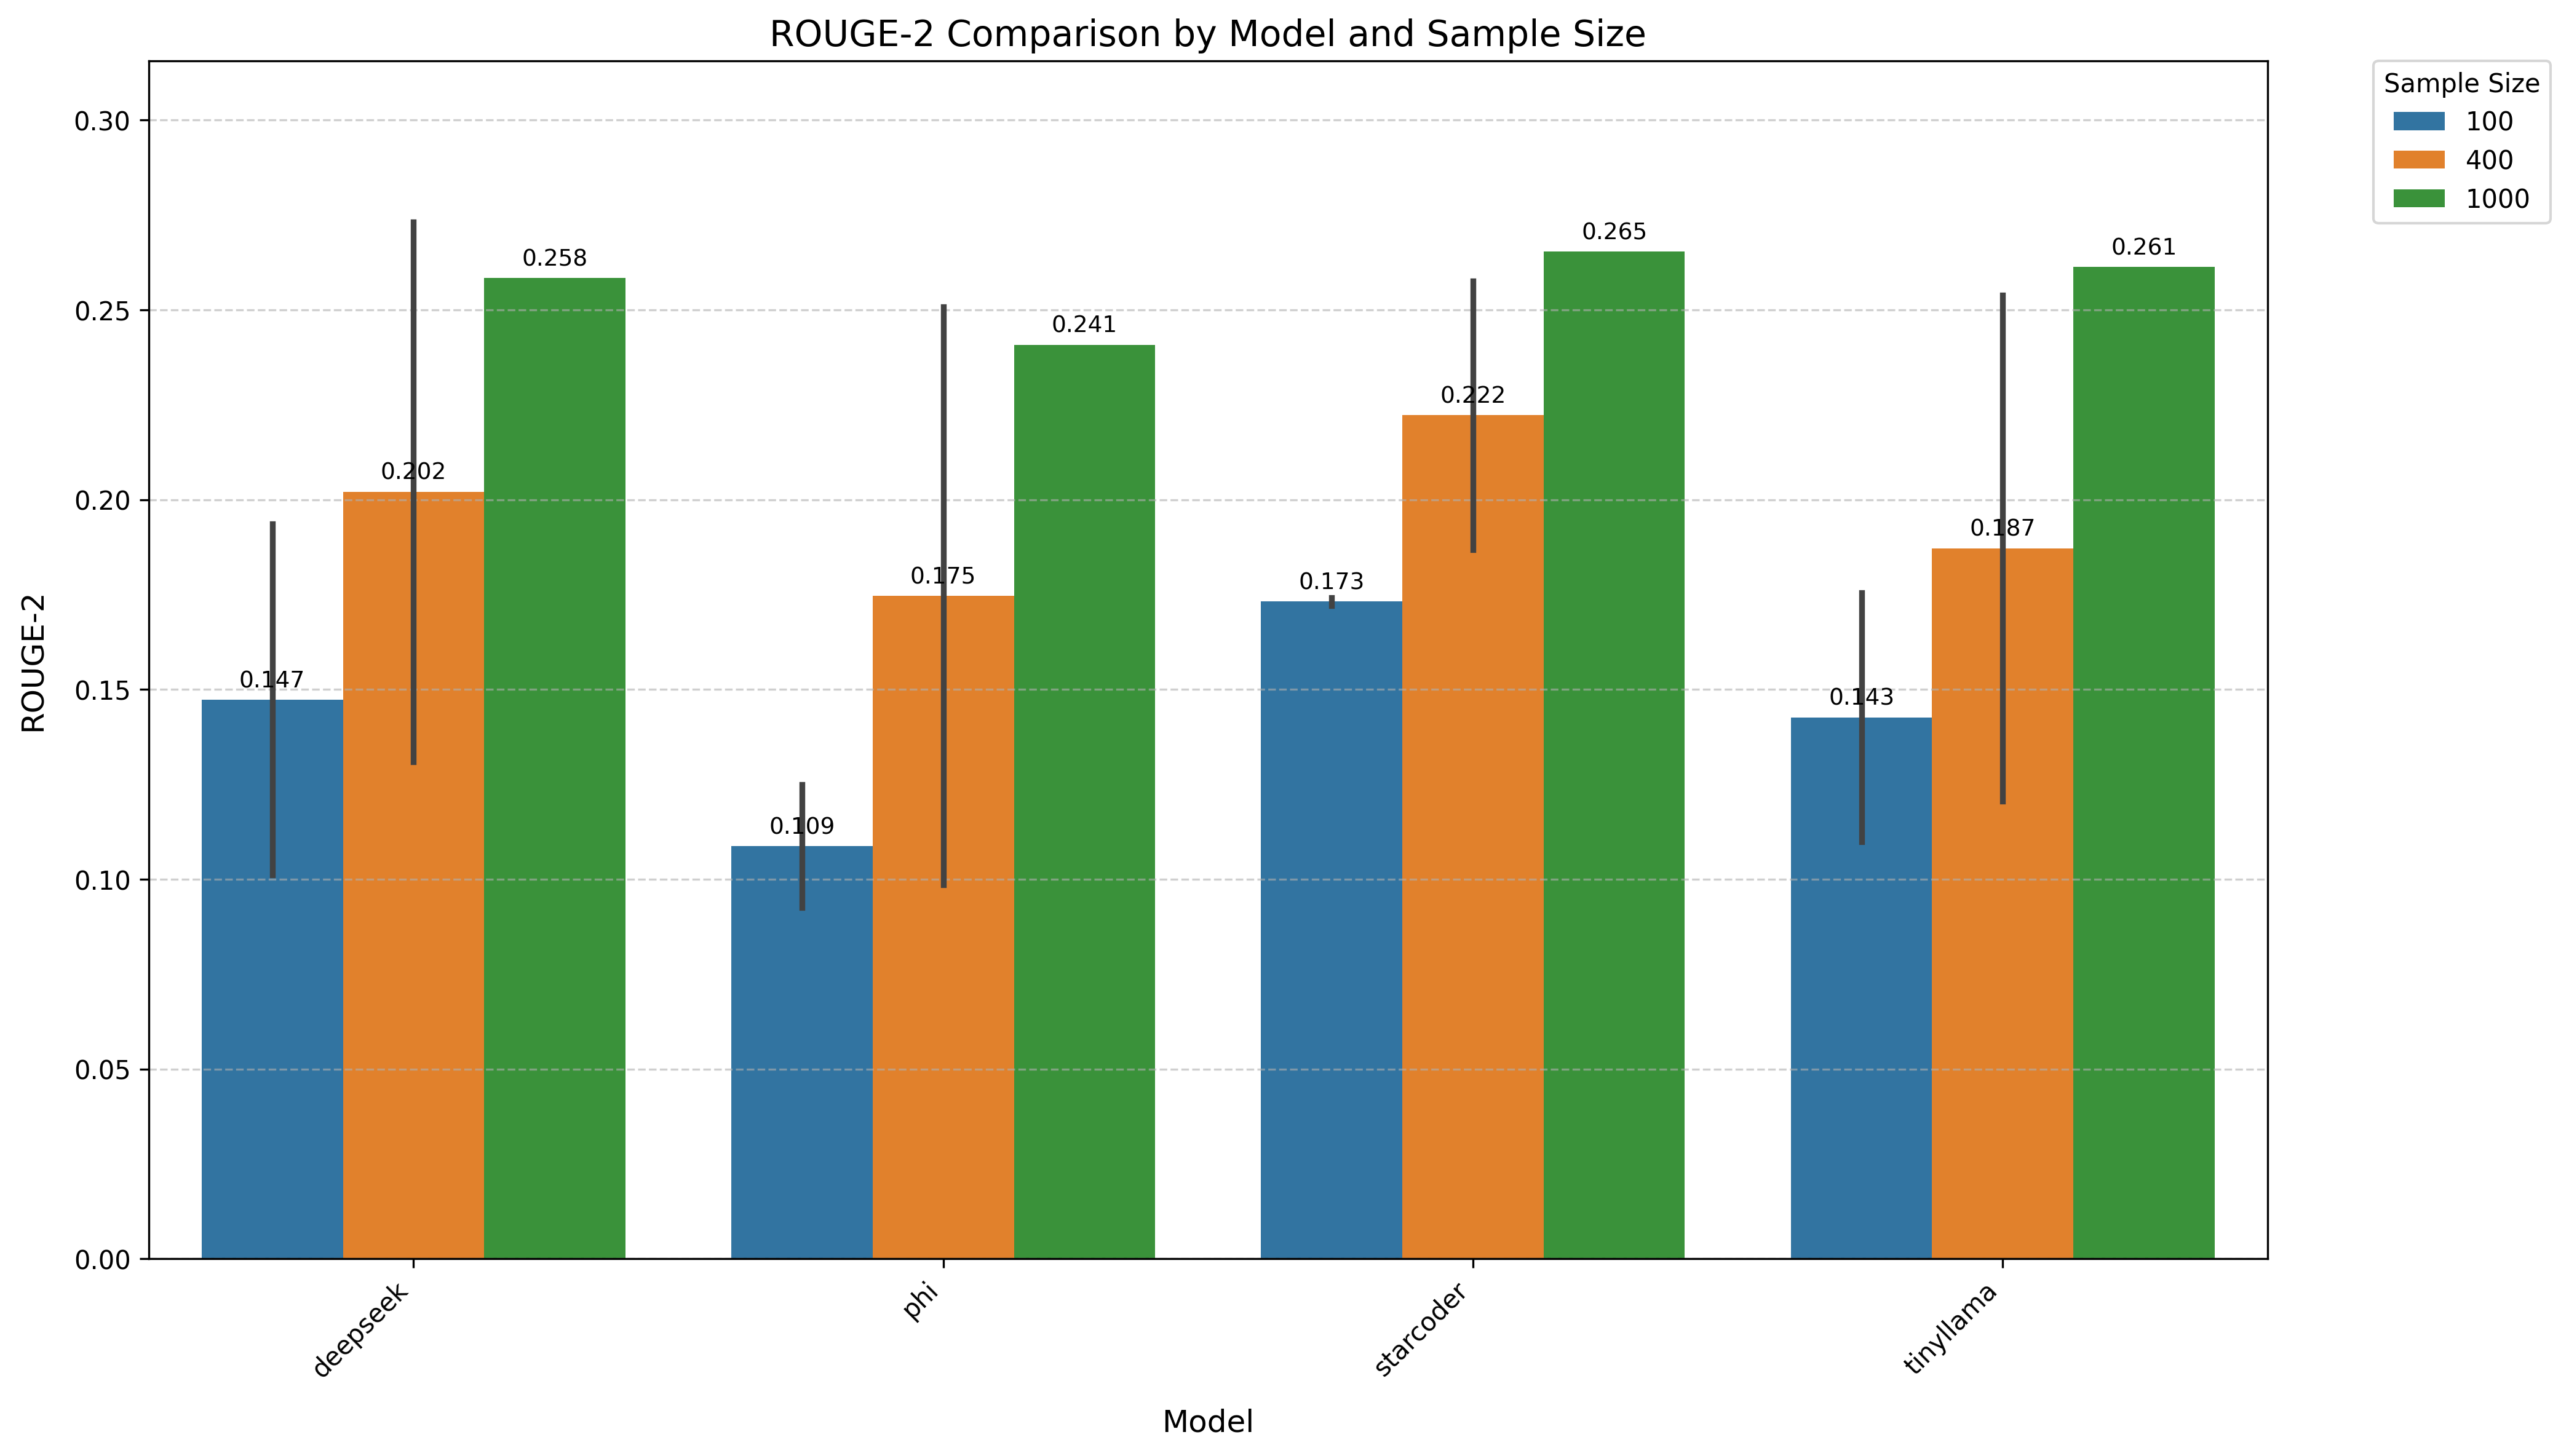 ROUGE-2 Comparison by Model and Sample Size
Sample Size
100
400
1000
ROUGE-2
0.30
0.25
0.20
0.15
0.10
0.05
0.00
0.147
0.202
0.258
0.109
0.175
0.241
0.173
0.222
0.265
0.143
0.187
0.261
deepseek
phi
starcoder
tinyllama
Model